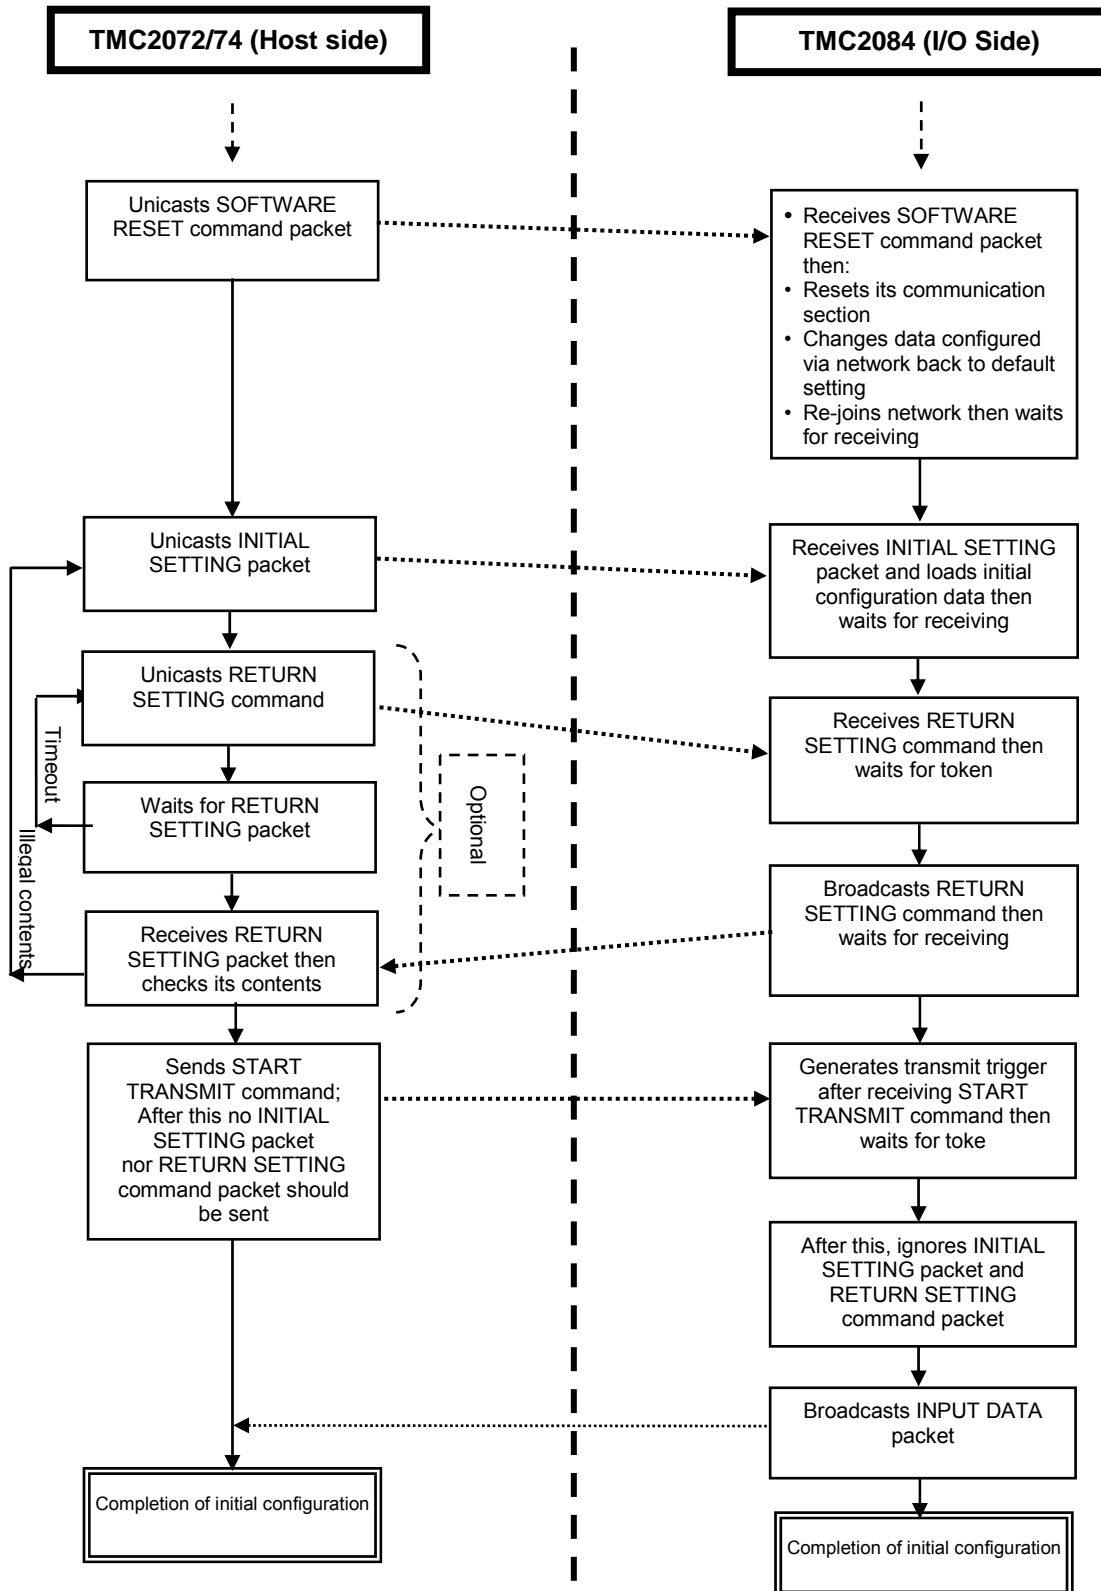 TMC2072/74 (Host side)
TMC2084 (I/O Side)
Unicasts SOFTWARE
RESET command packet
• Receives SOFTWARE
RESET command packet
then:
• Resets its communication
section
• Changes data configured
via network back to default
setting
• Re-joins network then waits
for receiving
Unicasts INITIAL
SETTING packet
Receives INITIAL SETTING
packet and loads initial
configuration data then
waits for receiving
Unicasts RETURN
SETTING command
Receives RETURN
SETTING command then
waits for token
Timeout
Optional
Waits for RETURN
SETTING packet
Illegal contents
Broadcasts RETURN
SETTING command then
waits for receiving
Receives RETURN
SETTING packet then
checks its contents
Sends START
TRANSMIT command;
After this no INITIAL
SETTING packet
nor RETURN SETTING
command packet should
be sent
Generates transmit trigger
after receiving START
TRANSMIT command then
waits for toke
After this, ignores INITIAL
SETTING packet and
RETURN SETTING
command packet
Broadcasts INPUT DATA
packet
Completion of initial configuration
Completion of initial configuration